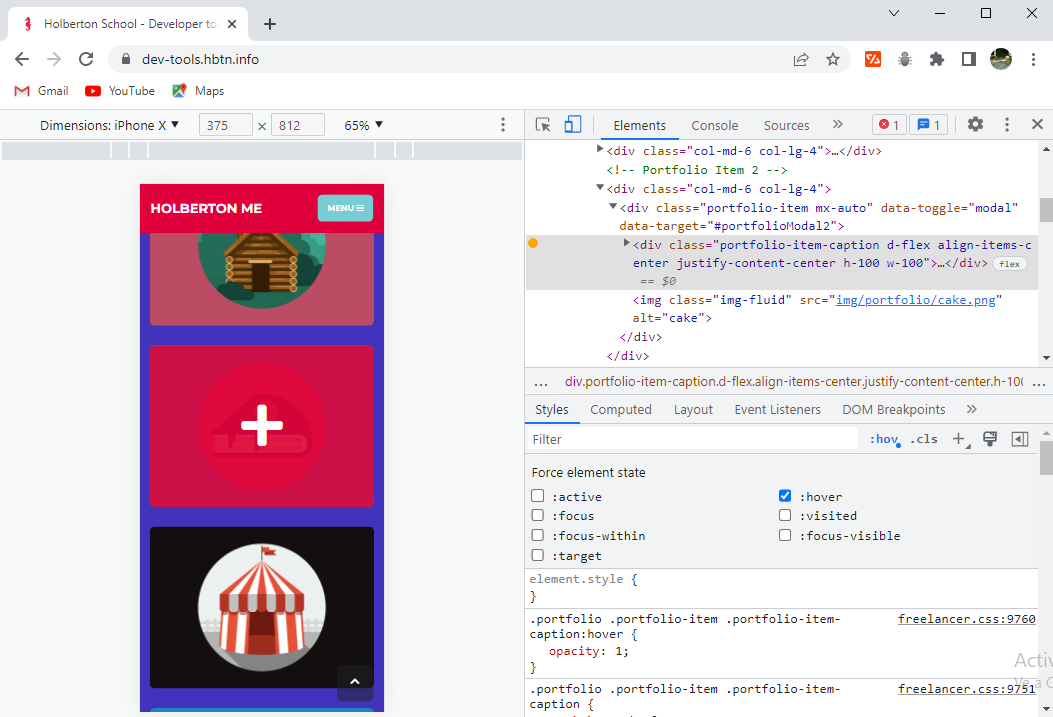 Holberton School - Developer to
dev-tools.hbtn.info
Gmail YouTube Maps
Dimensions: iPhone X ▼ 375 × 812 65% ▼
Elements Console Sources » 1 1
HOLBERTON ME
MENU
<div class="col-md-6 col-lg-4">…</div>
<!-- Portfolio Item 2 -->
<div class="col-md-6 col-lg-4">
<div class="portfolio-item mx-auto" data-toggle="modal"
data-target="#portfolioModal2">
<div class="portfolio-item-caption d-flex align-items-c
enter justify-content-center h-100 w-100">…</div> flex
== $0
<img class="img-fluid" src="img/portfolio/cake.png"
alt="cake">
</div>
</div>
... div.portfolio-item-caption.d-flex.align-items-center.justify-content-center.h-100 ...
Styles Computed Layout Event Listeners DOM Breakpoints »
Filter :hov .cls +
Force element state
:active :hover
:focus :visited
:focus-within :focus-visible
:target
element.style {
}
.portfolio .portfolio-item .portfolio-item- freelancer.css:9760
caption:hover {
opacity: 1;
}
.portfolio .portfolio-item .portfolio-item- freelancer.css:9751
caption {